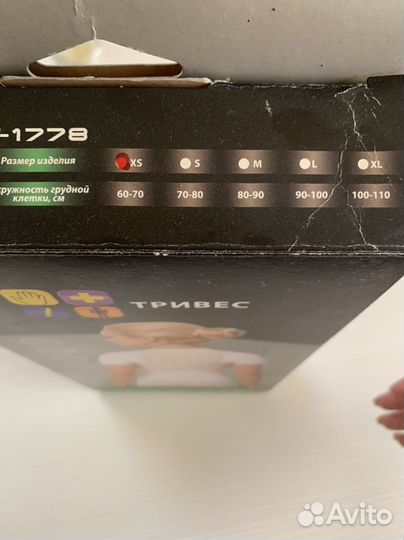 -1778
Размер изделия XS S M L XL
кружность грудной клетки, см 60-70 70-80 80-90 90-100 100-110
ТРИВЕС
Avito